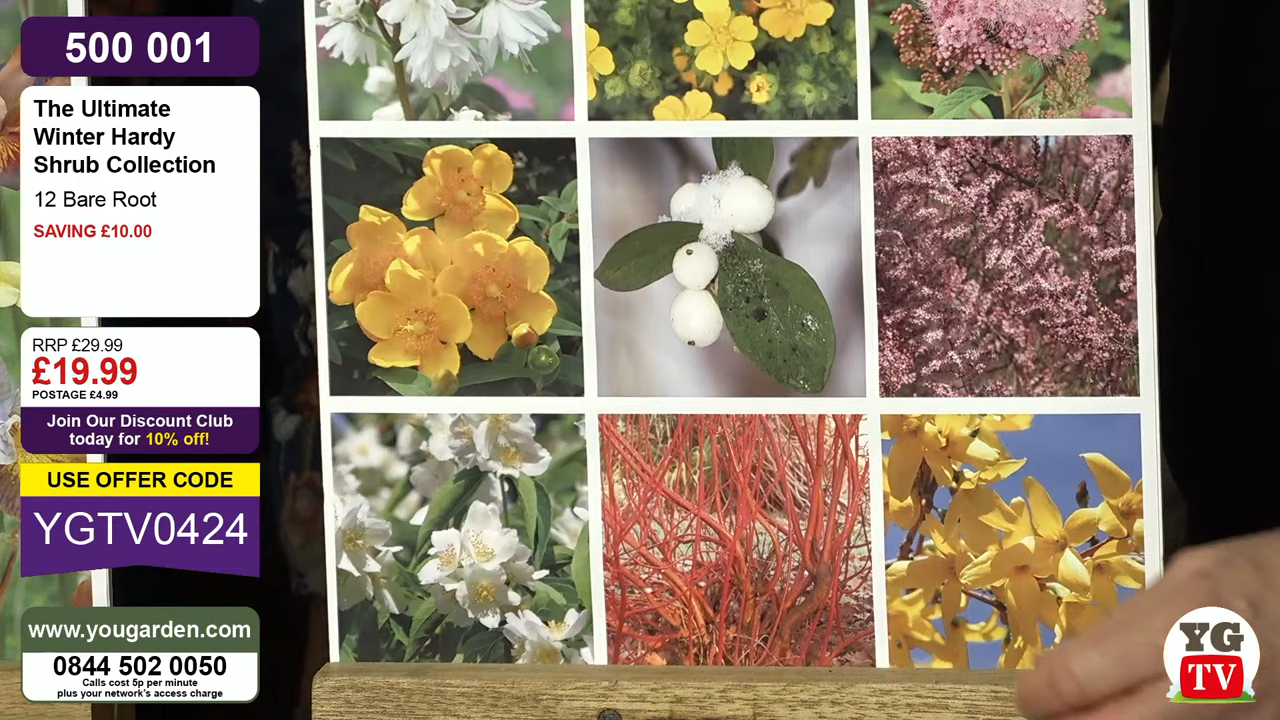 500 001
The Ultimate
Winter Hardy
Shrub Collection
12 Bare Root
SAVING £10.00
RRP £29.99
£19.99
POSTAGE £4.99
Join Our Discount Club
today for 10% off!
USE OFFER CODE
YGTV0424
www.yougarden.com
0844 502 0050
Calls cost 5p per minute
plus your network's access charge
YG
TV